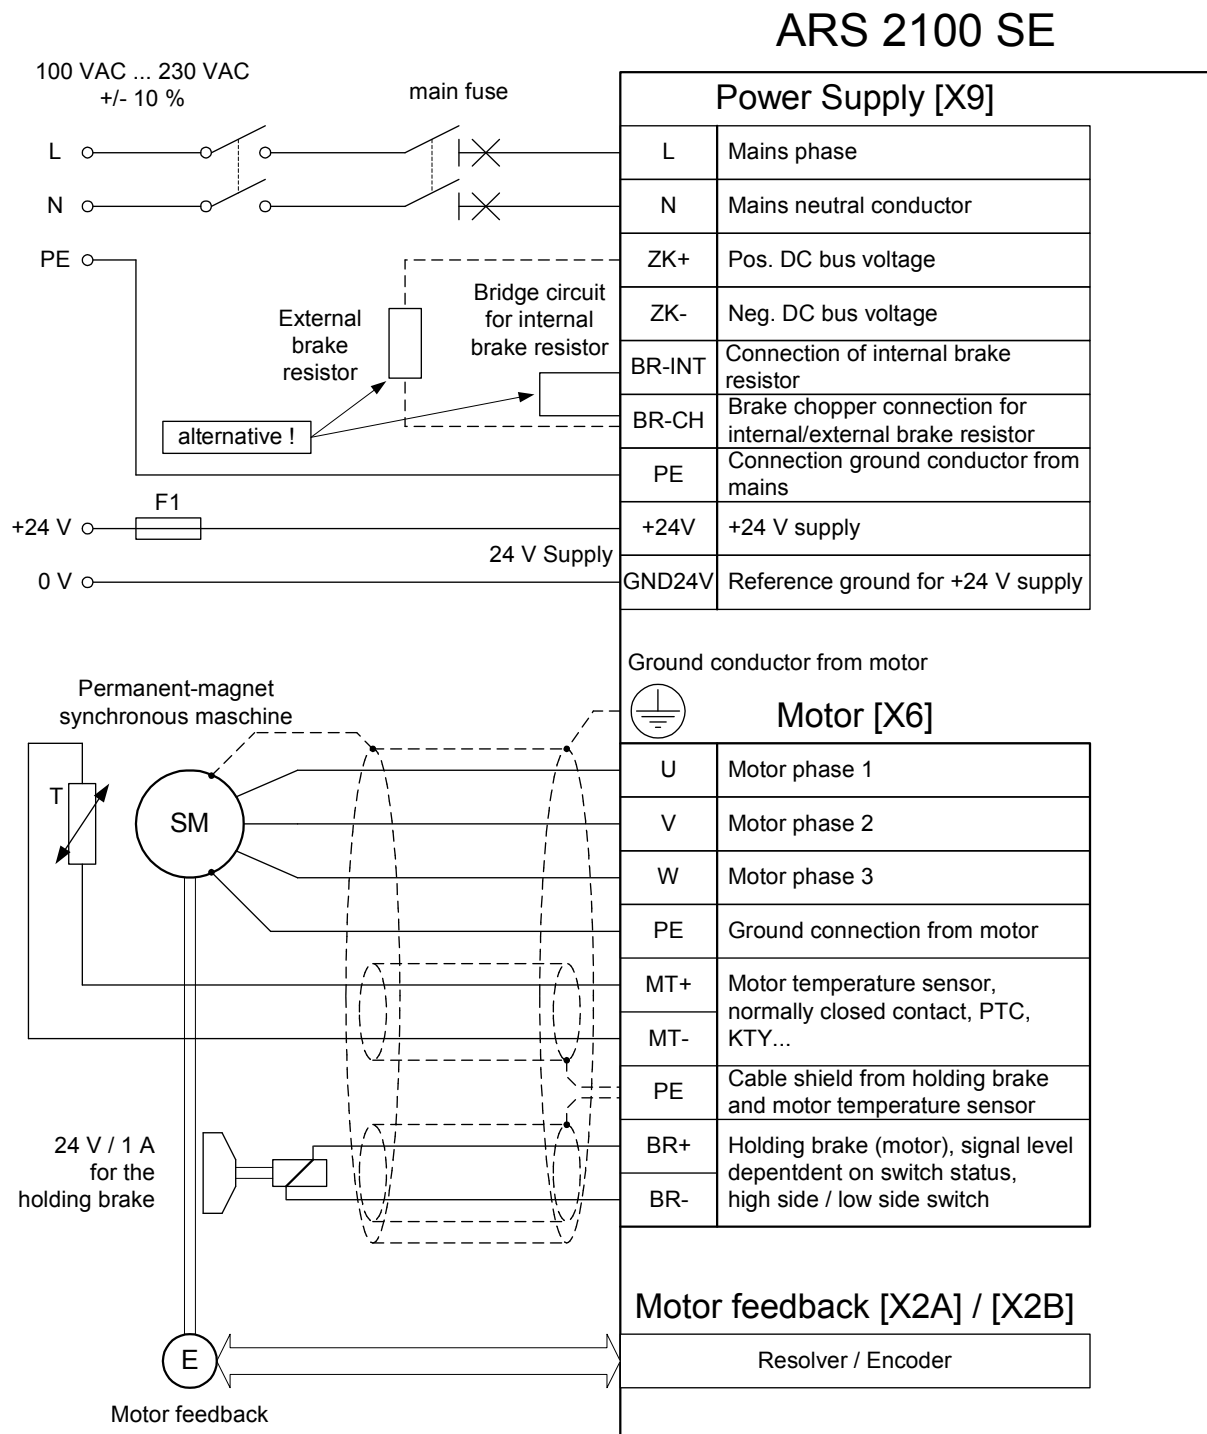 ARS 2100 SE
100 VAC ... 230 VAC
+/- 10 %
main fuse
Power Supply [X9]
L
L
Mains phase
N
N
Mains neutral conductor
PE
ZK+
Pos. DC bus voltage
Bridge circuit
for internal
brake resistor
External
brake
resistor
ZK-
Neg. DC bus voltage
BR-INT
Connection of internal brake
resistor
alternative !
BR-CH
Brake chopper connection for
internal/external brake resistor
PE
Connection ground conductor from
mains
F1
+24 V
+24V
+24 V supply
24 V Supply
0 V
GND24V
Reference ground for +24 V supply
Ground conductor from motor
Permanent-magnet
synchronous maschine
Motor [X6]
T
SM
U
Motor phase 1
V
Motor phase 2
W
Motor phase 3
PE
Ground connection from motor
MT+
Motor temperature sensor,
normally closed contact, PTC,
KTY...
MT-
PE
Cable shield from holding brake
and motor temperature sensor
24 V / 1 A
for the
holding brake
BR+
Holding brake (motor), signal level
depentdent on switch status,
high side / low side switch
BR-
Motor feedback [X2A] / [X2B]
E
Resolver / Encoder
Motor feedback